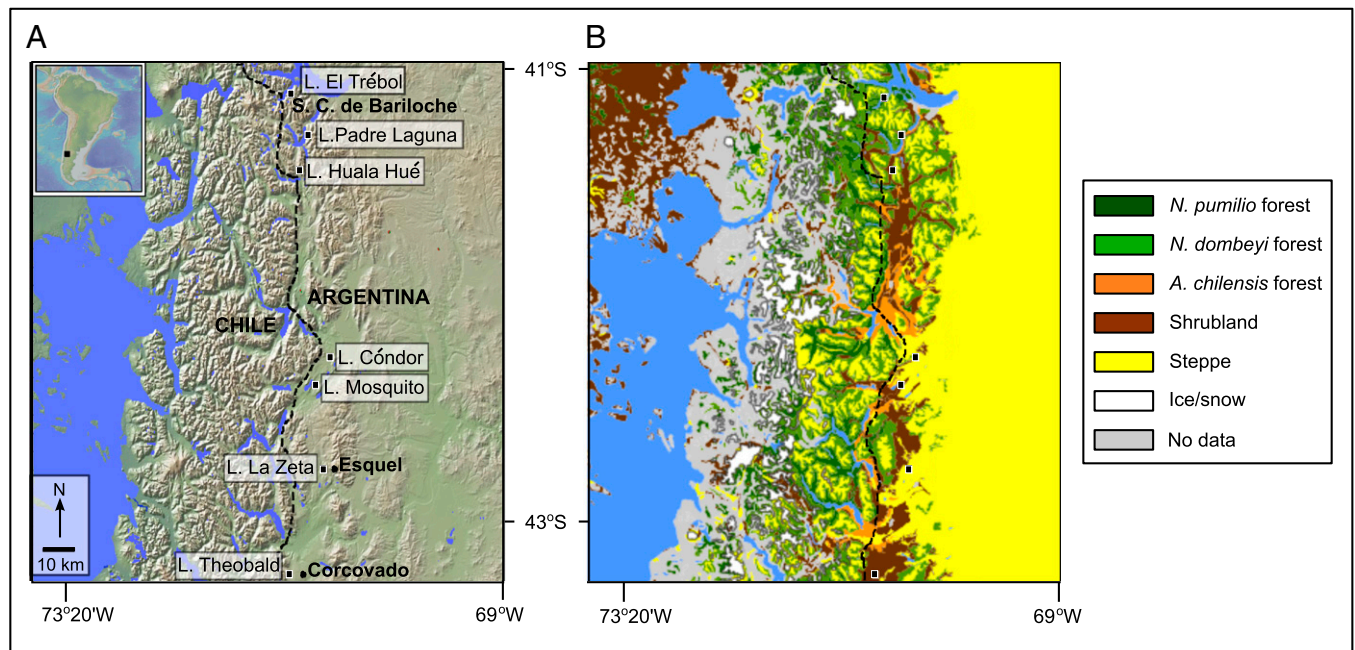 A
B
L. El Trébol
S. C. de Bariloche
L.Padre Laguna
L. Huala Hué
ARGENTINA
CHILE
L. Cóndor
L. Mosquito
L. La Zeta
Esquel
L. Theobald
Corcovado
N
10 km
41°S
43°S
73°20'W
69°W
73°20'W
69°W
N. pumilio forest
N. dombeyi forest
A. chilensis forest
Shrubland
Steppe
Ice/snow
No data